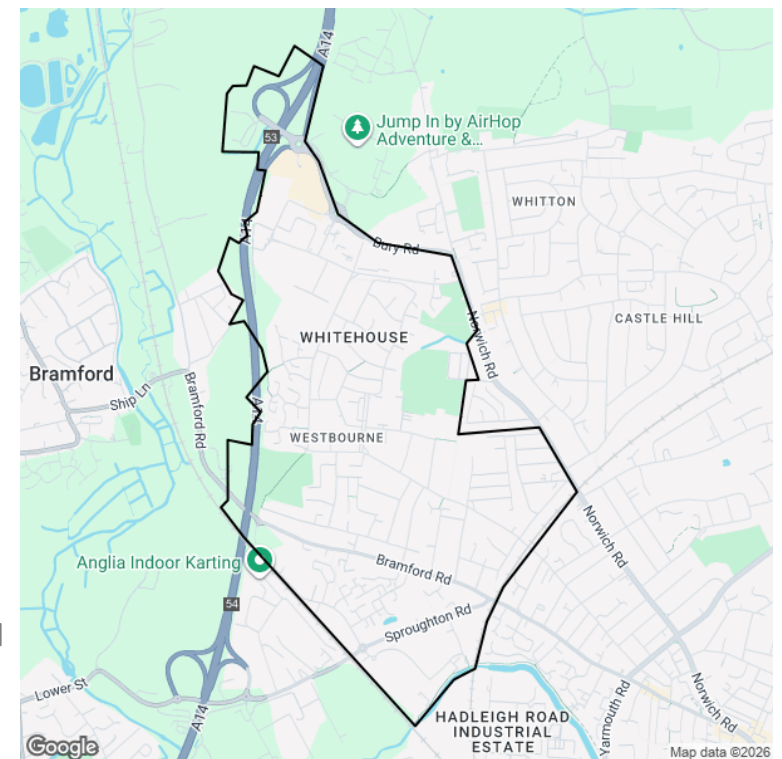 A14
Jump In by AirHop
Adventure &...
53
WHITTON
A14
Bury Rd
Norwich Rd
CASTLE HILL
WHITEHOUSE
Bramford
Ship Ln
Bramford Rd
A14
WESTBOURNE
Norwich Rd
Anglia Indoor Karting
Bramford Rd
54
Sproughton Rd
Lower St
A14
HADLEIGH ROAD
INDUSTRIAL
ESTATE
Yarmouth Rd
Norwich Rd
Google
Map data ©2026